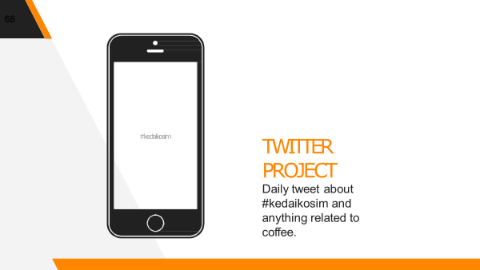 68
#kedaikosim
TWITTER
PROJECT
Daily tweet about
#kedaikosim and
anything related to
coffee.